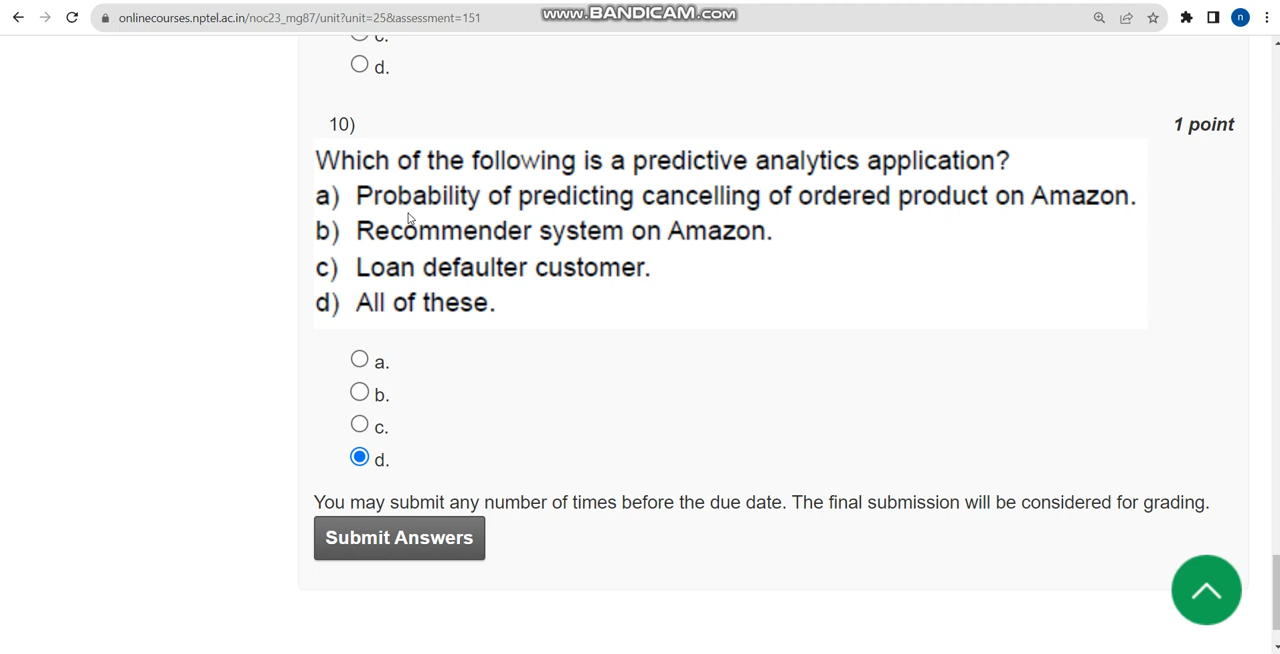 onlinecourses.nptel.ac.in/noc23_mg87/unit?unit=25&assessment=151
www.BANDICAM.com
n
c.
d.
10)
1 point
Which of the following is a predictive analytics application?
a) Probability of predicting cancelling of ordered product on Amazon.
b) Recommender system on Amazon.
c) Loan defaulter customer.
d) All of these.
a.
b.
c.
d.
You may submit any number of times before the due date. The final submission will be considered for grading.
Submit Answers